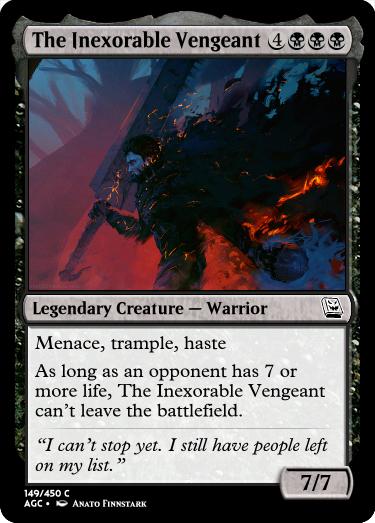 The Inexorable Vengeant 4
Legendary Creature — Warrior
Menace, trample, haste
As long as an opponent has 7 or
more life, The Inexorable Vengeant
can't leave the battlefield.
“I can't stop yet. I still have people left
on my list.”
7/7
149/450 C
AGC • Anato Finnstark